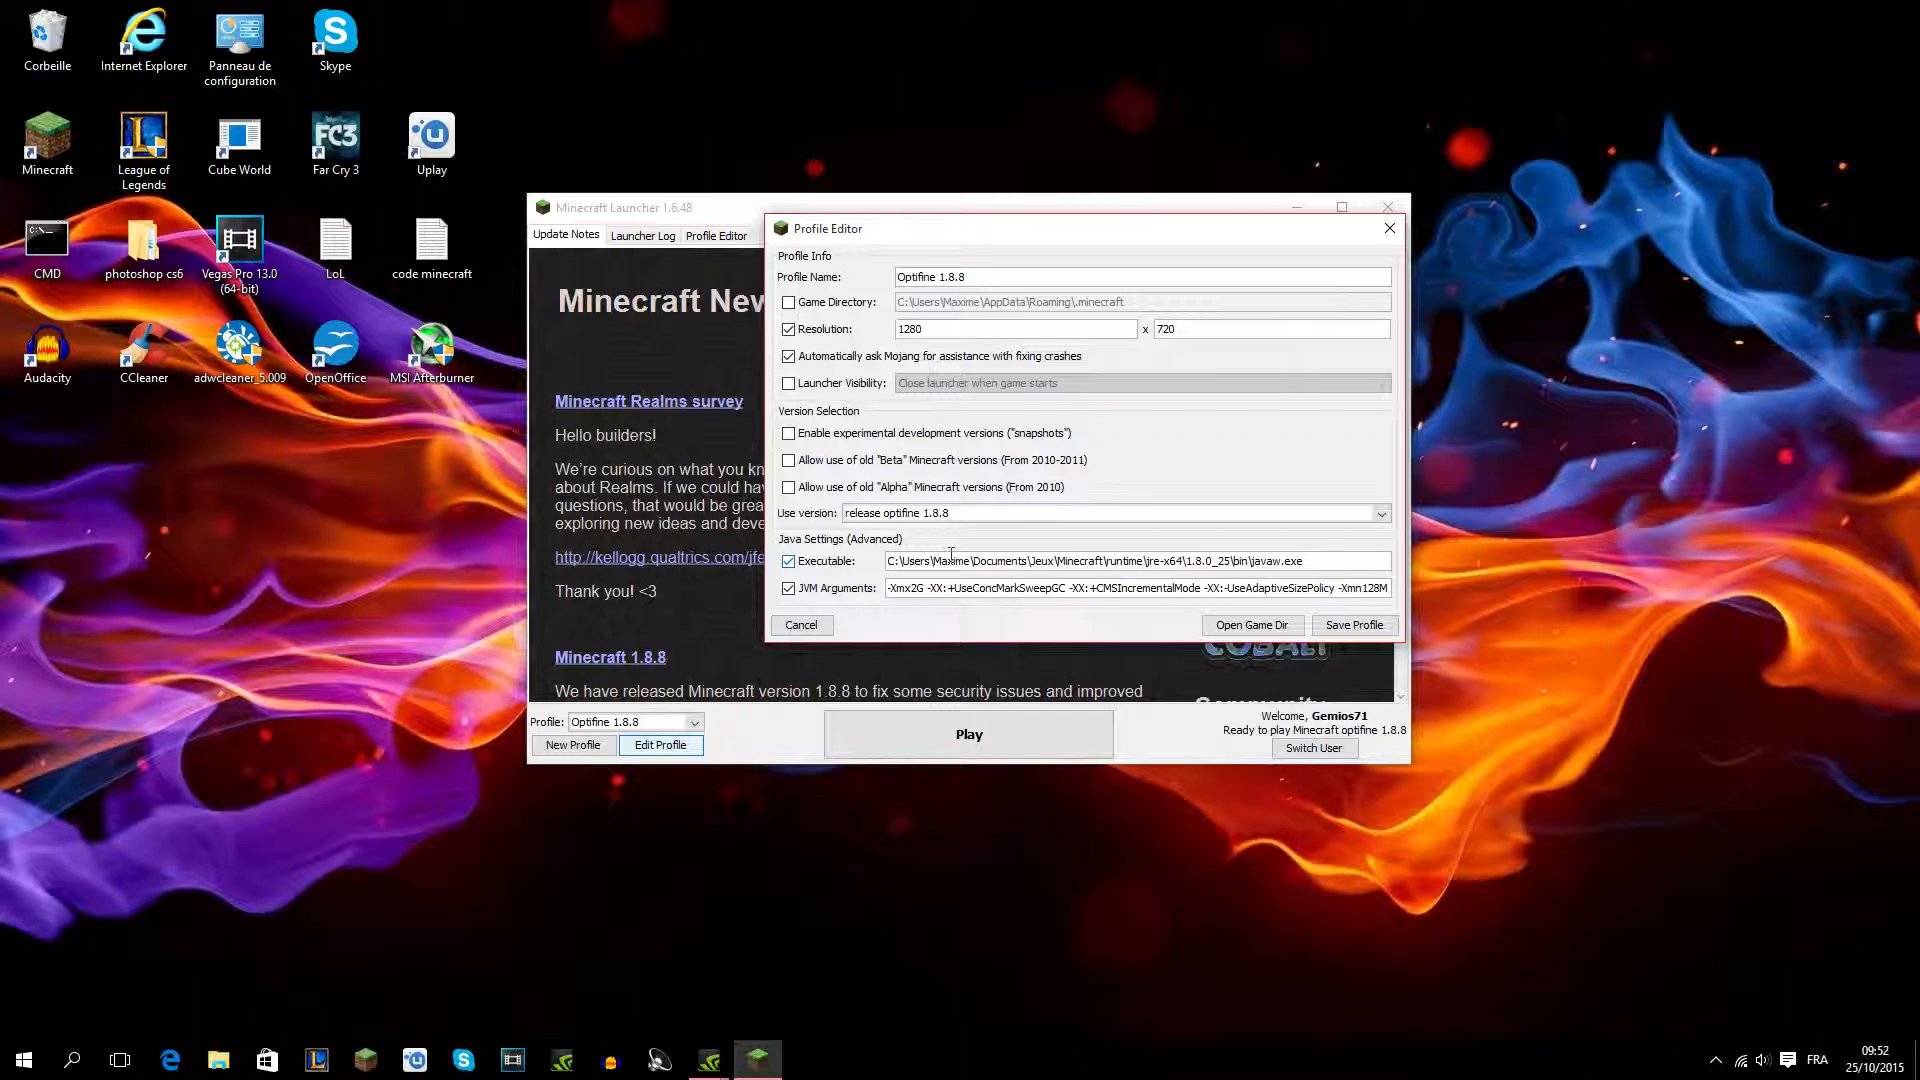 Corbeille
Internet Explorer
Panneau de configuration
Skype
Minecraft
League of Legends
Cube World
FC3
Far Cry 3
Uplay
C:\
CMD
photoshop cs6
Vegas Pro 13.0 (64-bit)
LoL
code minecraft
Audacity
CCleaner
adwcleaner_5.009
OpenOffice
MSI Afterburner
Minecraft Launcher 1.6.48
Update Notes
Launcher Log
Profile Editor
Minecraft New
Minecraft Realms survey
Hello builders!
We're curious on what you kn
about Realms. If we could hav
questions, that would be grea
exploring new ideas and deve
http://kellogg.qualtrics.com/jfe
Thank you! <3
Minecraft 1.8.8
We have released Minecraft version 1.8.8 to fix some security issues and improved
COBALT
Community
Profile Editor
Profile Info
Profile Name: Optifine 1.8.8
Game Directory: C:\Users\Maxime\AppData\Roaming\.minecraft
Resolution: 1280 x 720
Automatically ask Mojang for assistance with fixing crashes
Launcher Visibility: Close launcher when game starts
Version Selection
Enable experimental development versions ("snapshots")
Allow use of old "Beta" Minecraft versions (From 2010-2011)
Allow use of old "Alpha" Minecraft versions (From 2010)
Use version: release optifine 1.8.8
Java Settings (Advanced)
Executable: C:\Users\Maxime\Documents\Jeux\Minecraft\runtime\jre-x64\1.8.0_25\bin\javaw.exe
JVM Arguments: -Xmx2G -XX:+UseConcMarkSweepGC -XX:+CMSIncrementalMode -XX:-UseAdaptiveSizePolicy -Xmn128M
Cancel
Open Game Dir
Save Profile
Profile: Optifine 1.8.8
New Profile
Edit Profile
Play
Welcome, Gemios71
Ready to play Minecraft optifine 1.8.8
Switch User
FRA
09:52
25/10/2015